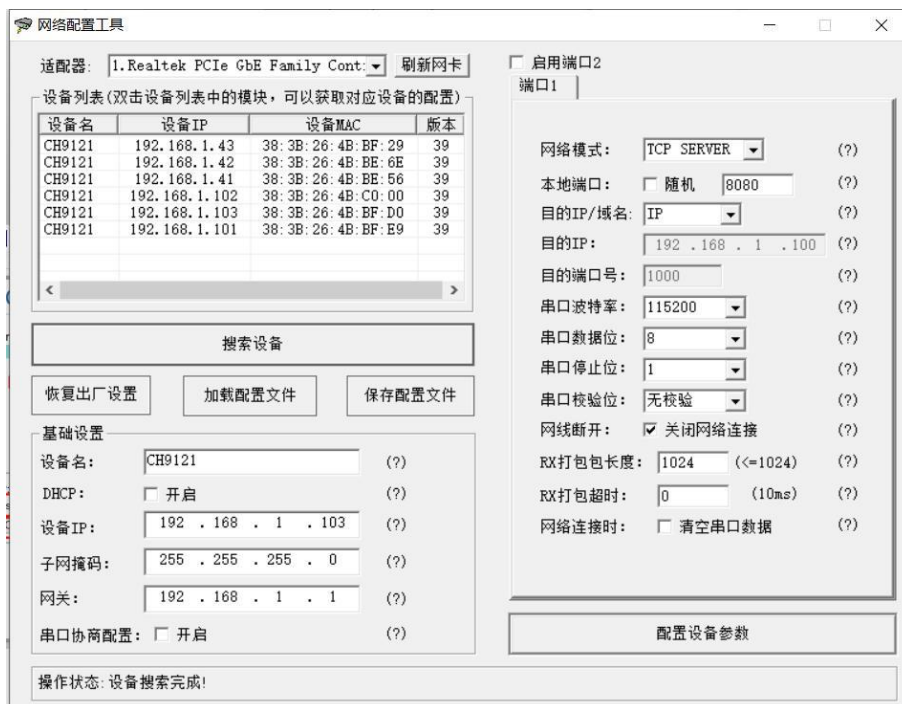 网络配置工具
适配器: 1.Realtek PCIe GbE Family Cont: 刷新网卡
设备列表(双击设备列表中的模块，可以获取对应设备的配置)
设备名 设备IP 设备MAC 版本
CH9121 192.168.1.43 38:3B:26:4B:BF:29 39
CH9121 192.168.1.42 38:3B:26:4B:BE:6E 39
CH9121 192.168.1.41 38:3B:26:4B:BE:56 39
CH9121 192.168.1.102 38:3B:26:4B:C0:00 39
CH9121 192.168.1.103 38:3B:26:4B:BF:D0 39
CH9121 192.168.1.101 38:3B:26:4B:BF:E9 39
搜索设备
恢复出厂设置 加载配置文件 保存配置文件
基础设置
设备名: CH9121 (?)
DHCP: 开启 (?)
设备IP: 192 .168 . 1 .103 (?)
子网掩码: 255 .255 .255 . 0 (?)
网关: 192 .168 . 1 . 1 (?)
串口协商配置: 开启 (?)
启用端口2
端口1
网络模式: TCP SERVER (?)
本地端口: 随机 8080 (?)
目的IP/域名: IP (?)
目的IP: 192 .168 . 1 .100 (?)
目的端口号: 1000 (?)
串口波特率: 115200 (?)
串口数据位: 8 (?)
串口停止位: 1 (?)
串口校验位: 无校验 (?)
网线断开: 关闭网络连接 (?)
RX打包包长度: 1024 (<=1024) (?)
RX打包超时: 0 (10ms) (?)
网络连接时: 清空串口数据 (?)
配置设备参数
操作状态:设备搜索完成!